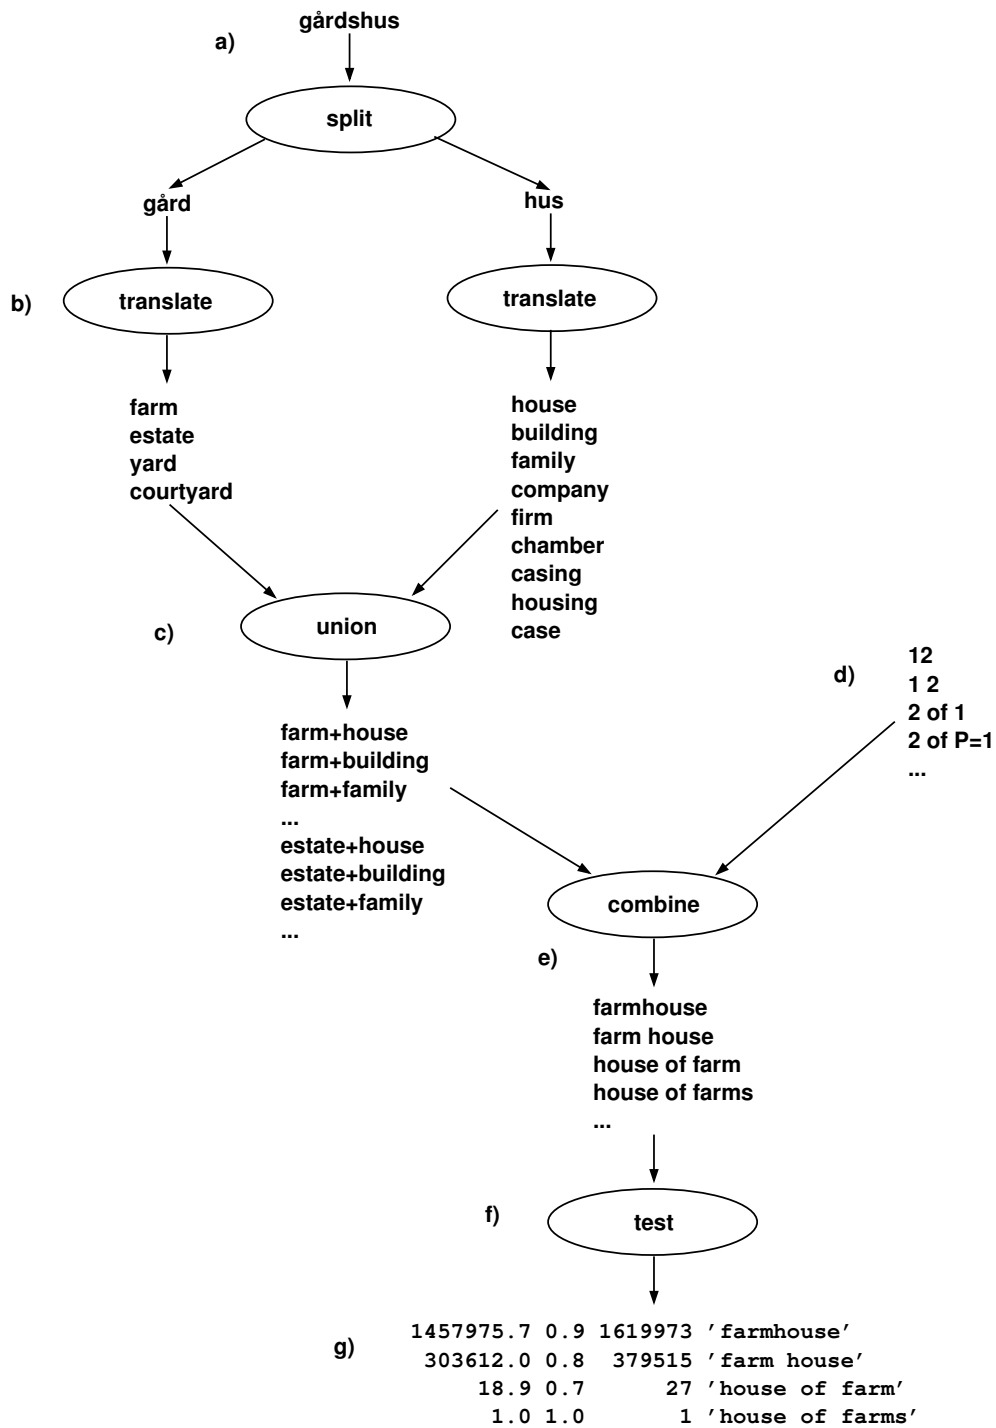 gårdshus
a)
split
gård
hus
b)
translate
translate
farm
estate
yard
courtyard
house
building
family
company
firm
chamber
casing
housing
case
c)
union
d)
12
1 2
2 of 1
2 of P=1
...
farm+house
farm+building
farm+family
...
estate+house
estate+building
estate+family
...
combine
e)
farmhouse
farm house
house of farm
house of farms
...
f)
test
g)
1457975.7 0.9 1619973 ’farmhouse’
303612.0 0.8 379515 ’farm house’
18.9 0.7 27 ’house of farm’
1.0 1.0 1 ’house of farms’